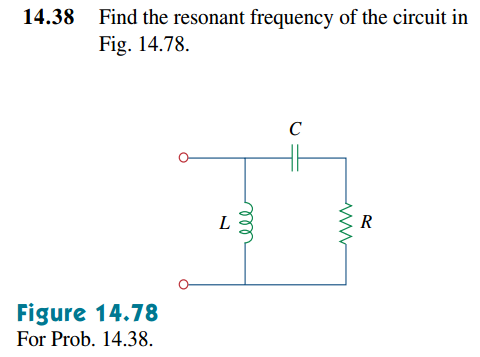 14.38 Find the resonant frequency of the circuit in
Fig. 14.78.
C
L
R
Figure 14.78
For Prob. 14.38.